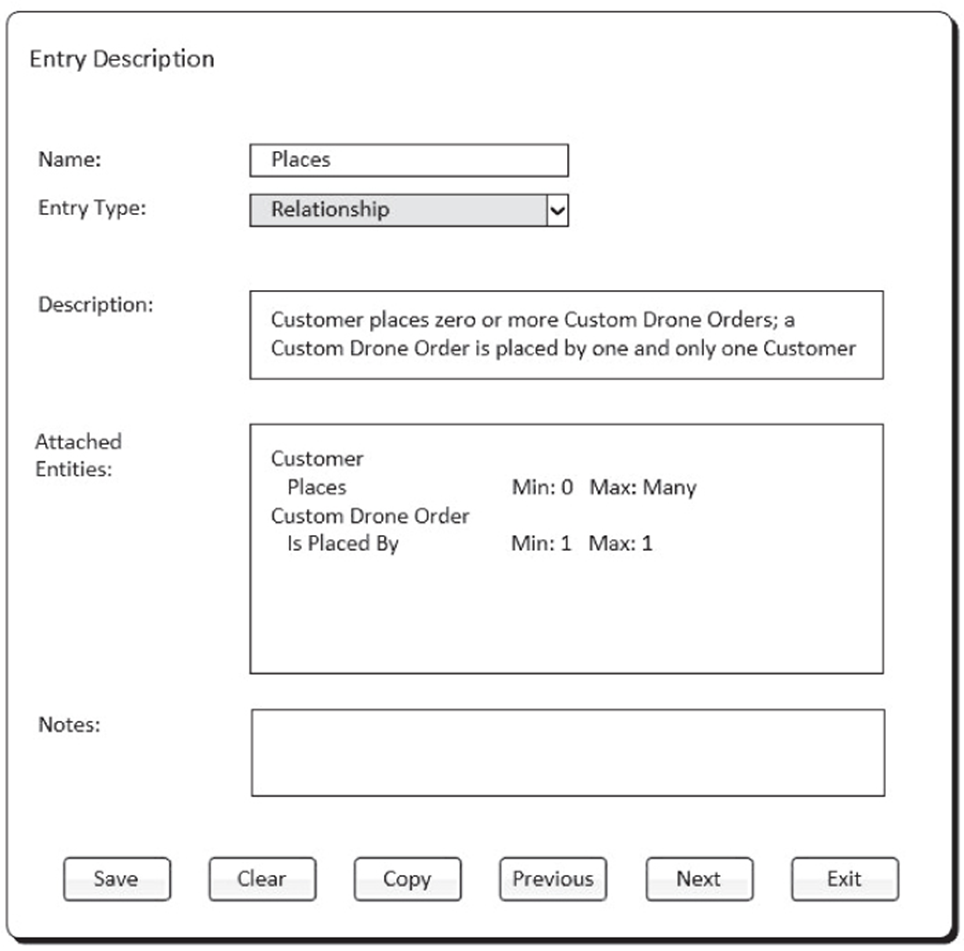 Entry Description
Name: Places
Entry Type: Relationship
Description: Customer places zero or more Custom Drone Orders; a
Custom Drone Order is placed by one and only one Customer
Attached
Entities:
Customer
Places Min: 0 Max: Many
Custom Drone Order
Is Placed By Min: 1 Max: 1
Notes:
Save Clear Copy Previous Next Exit